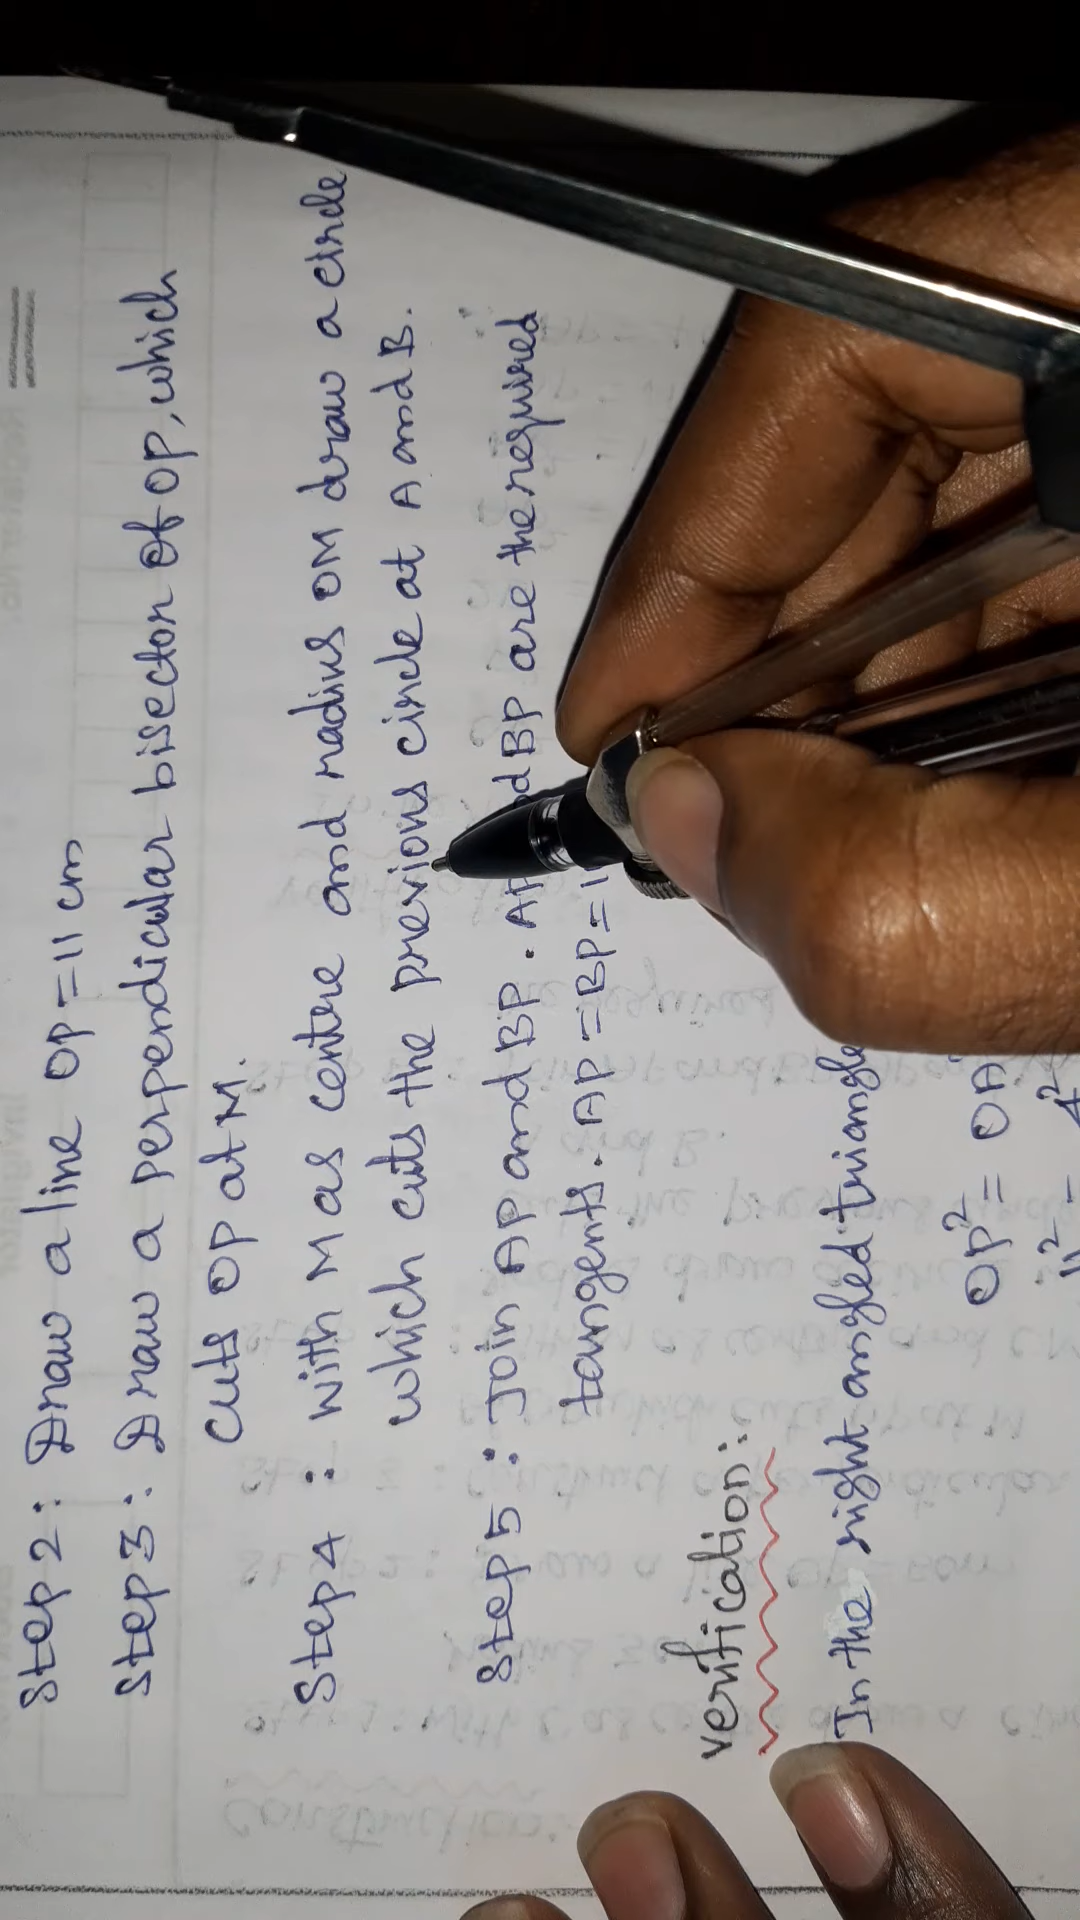 Step 2: Draw a line OP = 11 cm
Step 3: Draw a perpendicular bisector of OP, which
cuts OP at M.
Step 4: With M as centre and radius OM draw a circle
which cuts the previous circle at A and B.
Step 5: Join AP and BP. BP are the required
tangents. AP = BP =
verification:
In the right angled triangle
OP² = OA
11² - 4²